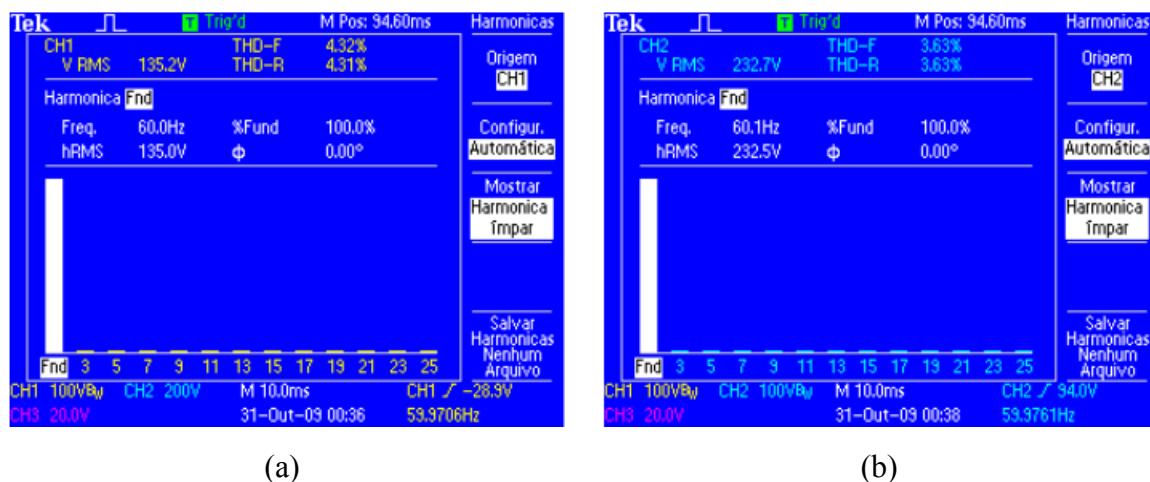 Tek T Trig'd M Pos: 94.60ms Harmonicas
CH1 THD-F 4.32%
V RMS 135.2V THD-R 4.31%
Origem
CH1
Harmonica Fnd
Freq. 60.0Hz %Fund 100.0%
hRMS 135.0V Φ 0.00°
Configur.
Automática
Mostrar
Harmonica
ímpar
Salvar
Harmonicas
Nenhum
Arquivo
Fnd 3 5 7 9 11 13 15 17 19 21 23 25
CH1 100VBw CH2 200V M 10.0ms CH1 -28.9V
CH3 20.0V 31-Out-09 00:36 59.9706Hz
(a)
Tek T Trig'd M Pos: 94.60ms Harmonicas
CH2 THD-F 3.63%
V RMS 232.7V THD-R 3.63%
Origem
CH2
Harmonica Fnd
Freq. 60.1Hz %Fund 100.0%
hRMS 232.5V Φ 0.00°
Configur.
Automática
Mostrar
Harmonica
ímpar
Salvar
Harmonicas
Nenhum
Arquivo
Fnd 3 5 7 9 11 13 15 17 19 21 23 25
CH1 100VBw CH2 100VBw M 10.0ms CH2 94.0V
CH3 20.0V 31-Out-09 00:38 59.9761Hz
(b)